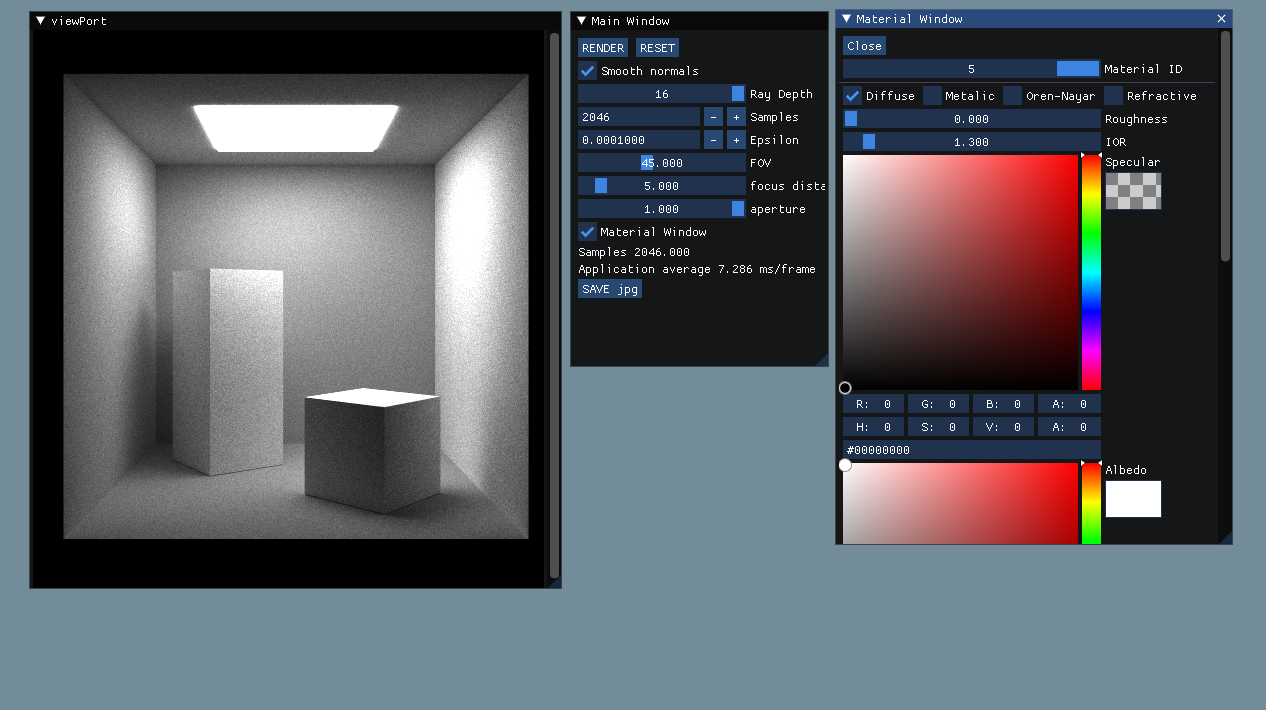 viewPort
Main Window
RENDER RESET
Smooth normals
16 Ray Depth
2046 - + Samples
0.0001000 - + Epsilon
45.000 FOV
5.000 focus dista
1.000 aperture
Material Window
Samples 2046.000
Application average 7.286 ms/frame
SAVE jpg
Material Window
Close
5 Material ID
Diffuse Metalic Oren-Nayar Refractive
0.000 Roughness
1.300 IOR
Specular
R: 0 G: 0 B: 0 A: 0
H: 0 S: 0 V: 0 A: 0
#00000000
Albedo